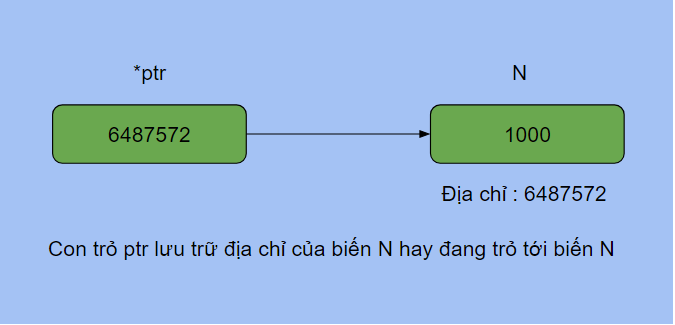 *ptr N
6487572 1000
Địa chỉ : 6487572
Con trỏ ptr lưu trữ địa chỉ của biến N hay đang trỏ tới biến N